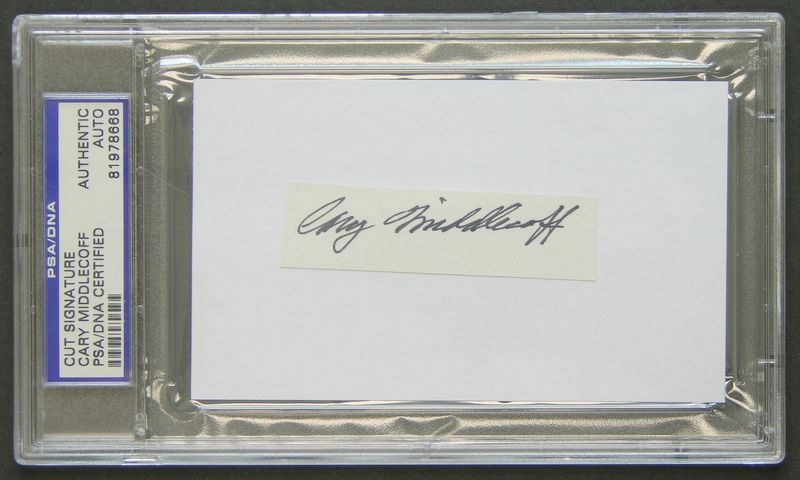 PSA/DNA
CUT SIGNATURE
CARY MIDDLECOFF
PSA/DNA CERTIFIED
AUTHENTIC
AUTO
81978668
Cary Middlecoff